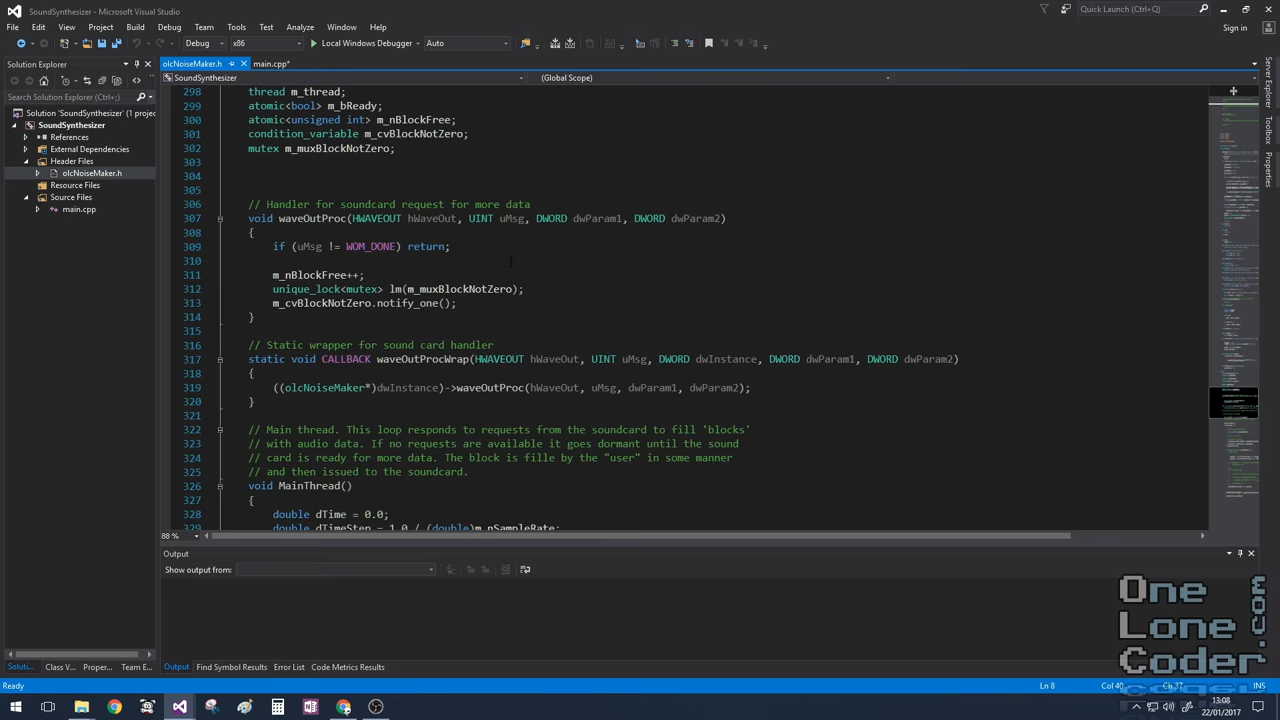 SoundSynthesizer - Microsoft Visual Studio
Quick Launch (Ctrl+Q)
File Edit View Project Build Debug Team Tools Test Analyze Window Help
Sign in
Debug x86 Local Windows Debugger Auto
Solution Explorer
olcNoiseMaker.h main.cpp*
SoundSynthesizer (Global Scope)
Search Solution Explorer (Ctrl+;)
Solution 'SoundSynthesizer' (1 projec
SoundSynthesizer
References
External Dependencies
Header Files
olcNoiseMaker.h
Resource Files
Source Files
main.cpp
298 thread m_thread;
299 atomic<bool> m_bReady;
300 atomic<unsigned int> m_nBlockFree;
301 condition_variable m_cvBlockNotZero;
302 mutex m_muxBlockNotZero;
303
304
305
306 // Handler for soundcard request for more data
307 void waveOutProc(HWAVEOUT hWaveOut, UINT uMsg, DWORD dwParam1, DWORD dwParam2)
308 {
309 if (uMsg != WOM_DONE) return;
310
311 m_nBlockFree++;
312 unique_lock<mutex> lm(m_muxBlockNotZero);
313 m_cvBlockNotZero.notify_one();
314 }
315
316 // Static wrapper for sound card handler
317 static void CALLBACK waveOutProcWrap(HWAVEOUT hWaveOut, UINT uMsg, DWORD dwInstance, DWORD dwParam1, DWORD dwParam2)
318 {
319 ((olcNoiseMaker*)dwInstance)->waveOutProc(hWaveOut, uMsg, dwParam1, dwParam2);
320 }
321
322 // Main thread. This loop responds to requests from the soundcard to fill 'blocks'
323 // with audio data. If no requests are available it goes dormant until the sound
324 // card is ready for more data. The block is fille by the "user" in some manner
325 // and then issued to the soundcard.
326 void MainThread()
327 {
328 double dTime = 0.0;
329 double dTimeStep = 1.0 / (double)m_nSampleRate;
88 %
Output
Show output from:
Soluti... Class V... Proper... Team E...
Output Find Symbol Results Error List Code Metrics Results
Server Explorer
Toolbox
Properties
One
Lone
Coder
.com
Ready Ln 8 Col 40 Ch 37 INS
13:08
22/01/2017